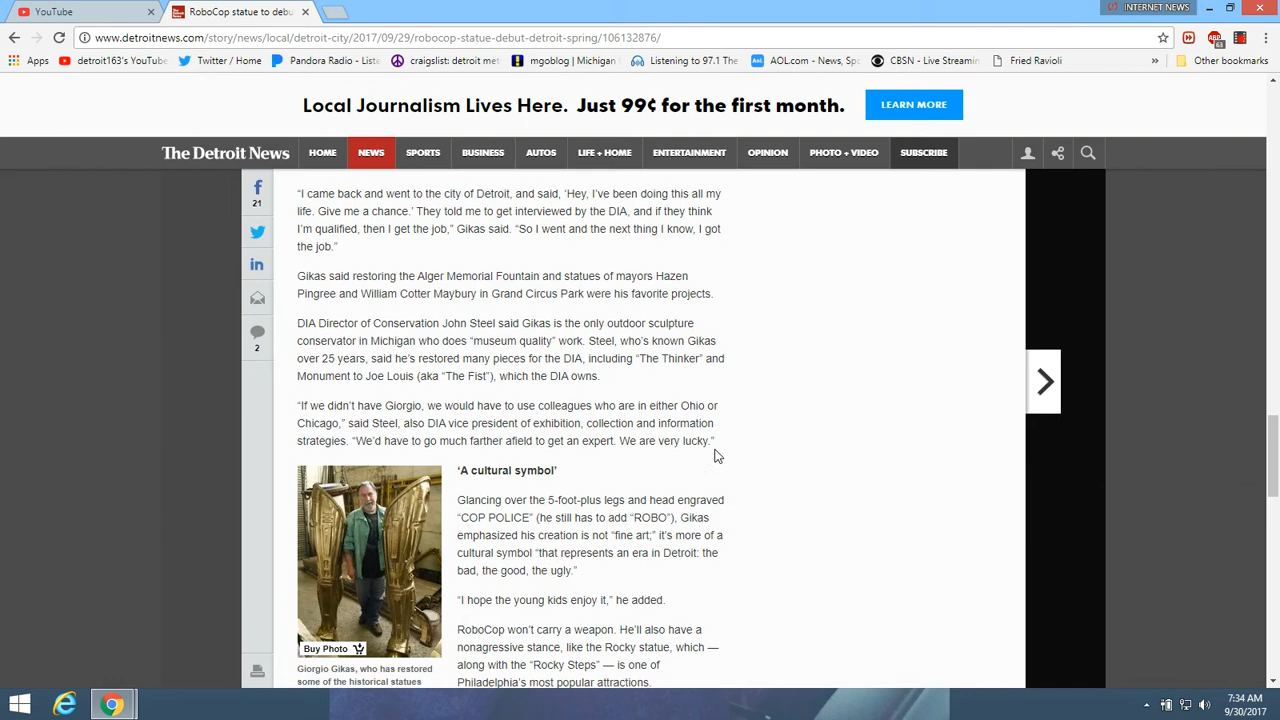 YouTube
RoboCop statue to debu
INTERNET NEWS
www.detroitnews.com/story/news/local/detroit-city/2017/09/29/robocop-statue-debut-detroit-spring/106132876/
63
Apps
detroit163's YouTube
Twitter / Home
Pandora Radio - Liste
craigslist: detroit met
mgoblog | Michigan
Listening to 97.1 The
AOL.com - News, Spo
CBSN - Live Streamin
Fried Ravioli
»
Other bookmarks
Local Journalism Lives Here. Just 99¢ for the first month.
LEARN MORE
The Detroit News
HOME
NEWS
SPORTS
BUSINESS
AUTOS
LIFE + HOME
ENTERTAINMENT
OPINION
PHOTO + VIDEO
SUBSCRIBE
21
2
“I came back and went to the city of Detroit, and said, ‘Hey, I’ve been doing this all my
life. Give me a chance.’ They told me to get interviewed by the DIA, and if they think
I’m qualified, then I get the job,” Gikas said. “So I went and the next thing I know, I got
the job.”
Gikas said restoring the Alger Memorial Fountain and statues of mayors Hazen
Pingree and William Cotter Maybury in Grand Circus Park were his favorite projects.
DIA Director of Conservation John Steel said Gikas is the only outdoor sculpture
conservator in Michigan who does “museum quality” work. Steel, who’s known Gikas
over 25 years, said he’s restored many pieces for the DIA, including “The Thinker” and
Monument to Joe Louis (aka “The Fist”), which the DIA owns.
“If we didn’t have Giorgio, we would have to use colleagues who are in either Ohio or
Chicago,” said Steel, also DIA vice president of exhibition, collection and information
strategies. “We’d have to go much farther afield to get an expert. We are very lucky.”
‘A cultural symbol’
Glancing over the 5-foot-plus legs and head engraved
“COP POLICE” (he still has to add “ROBO”), Gikas
emphasized his creation is not “fine art;” it’s more of a
cultural symbol “that represents an era in Detroit: the
bad, the good, the ugly.”
“I hope the young kids enjoy it,” he added.
RoboCop won’t carry a weapon. He’ll also have a
nonagressive stance, like the Rocky statue, which —
along with the “Rocky Steps” — is one of
Philadelphia’s most popular attractions.
Buy Photo
Giorgio Gikas, who has restored
some of the historical statues
7:34 AM
9/30/2017